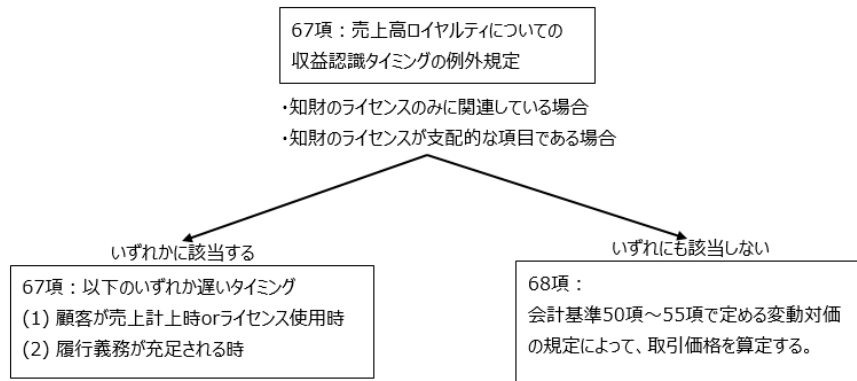 67項：売上高ロイヤルティについての
収益認識タイミングの例外規定
・知財のライセンスのみに関連している場合
・知財のライセンスが支配的な項目である場合
いずれかに該当する
67項：以下のいずれか遅いタイミング
(1) 顧客が売上計上時orライセンス使用時
(2) 履行義務が充足される時
いずれにも該当しない
68項：
会計基準50項～55項で定める変動対価
の規定によって、取引価格を算定する。